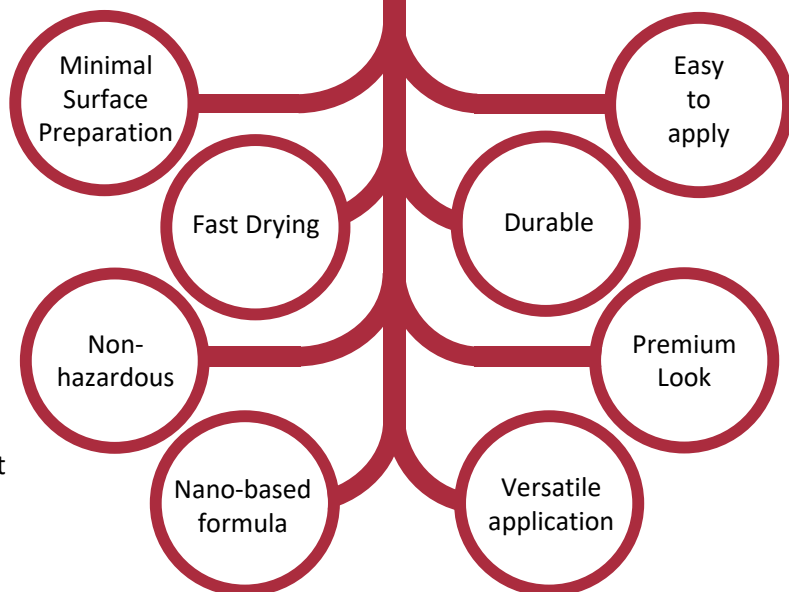 Minimal
Surface
Preparation
Easy
to
apply
Fast Drying
Durable
Non-
hazardous
Premium
Look
t
Nano-based
formula
Versatile
application